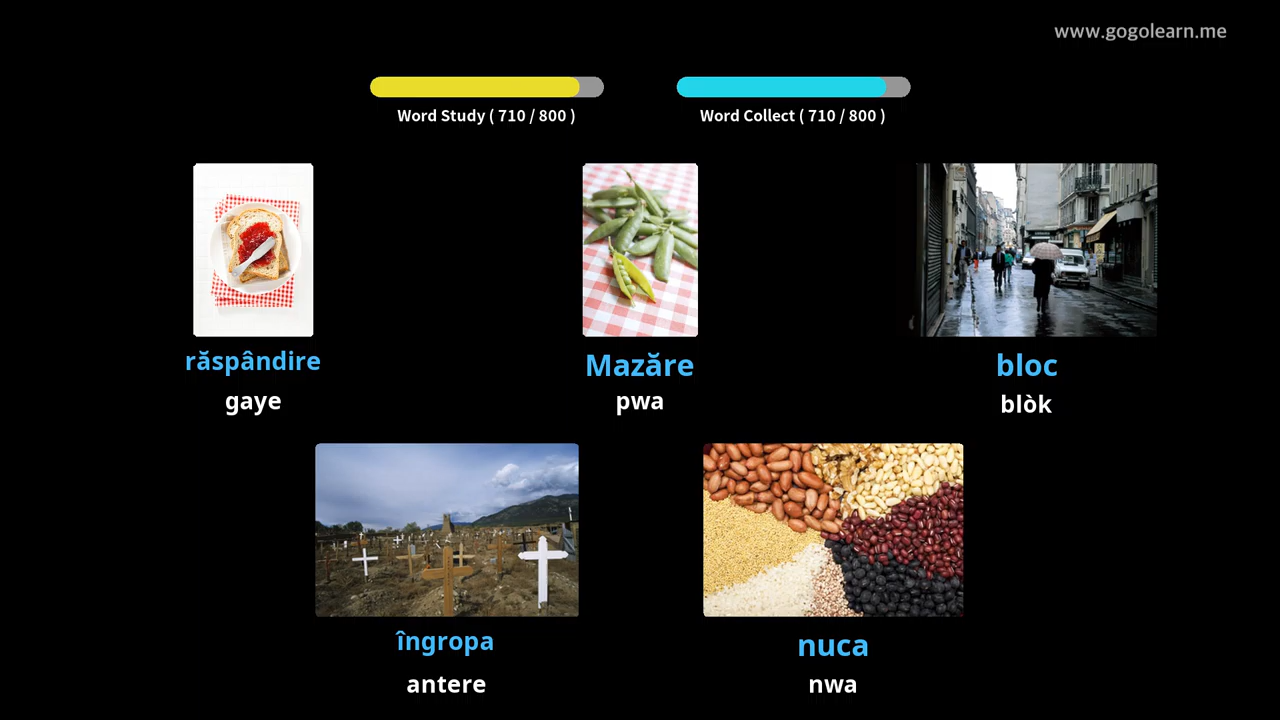 www.gogolearn.me
Word Study ( 710 / 800 )
Word Collect ( 710 / 800 )
răspândire
gaye
Mazăre
pwa
bloc
blòk
îngropa
antere
nuca
nwa